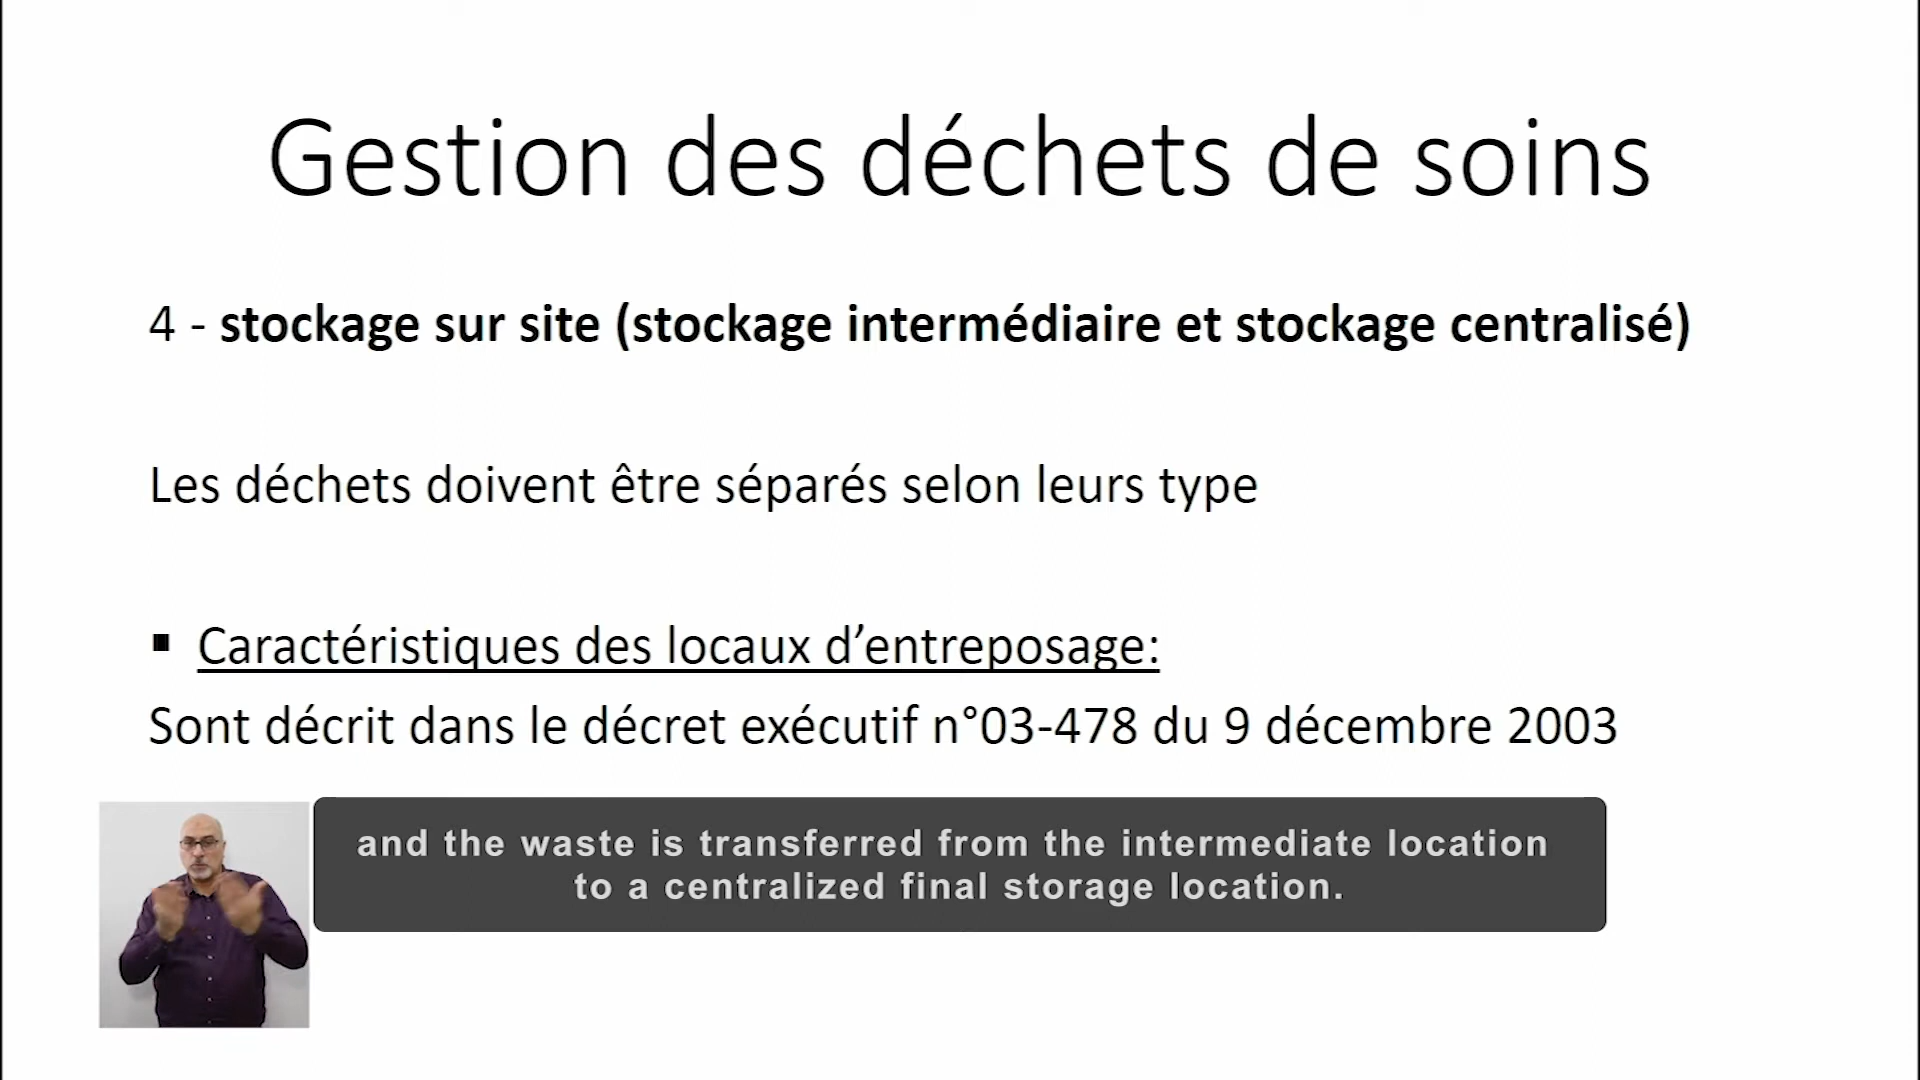 Gestion des déchets de soins
4 - stockage sur site (stockage intermédiaire et stockage centralisé)
Les déchets doivent être séparés selon leurs type
▪ Caractéristiques des locaux d’entreposage:
Sont décrit dans le décret exécutif n°03-478 du 9 décembre 2003
and the waste is transferred from the intermediate location
to a centralized final storage location.